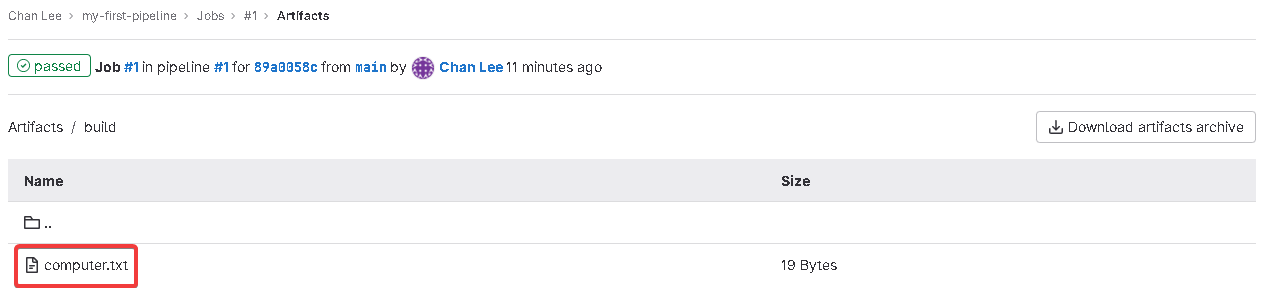 Chan Lee > my-first-pipeline > Jobs > #1 > Artifacts
passed Job #1 in pipeline #1 for 89a0058c from main by Chan Lee 11 minutes ago
Artifacts / build Download artifacts archive
Name Size
..
computer.txt 19 Bytes